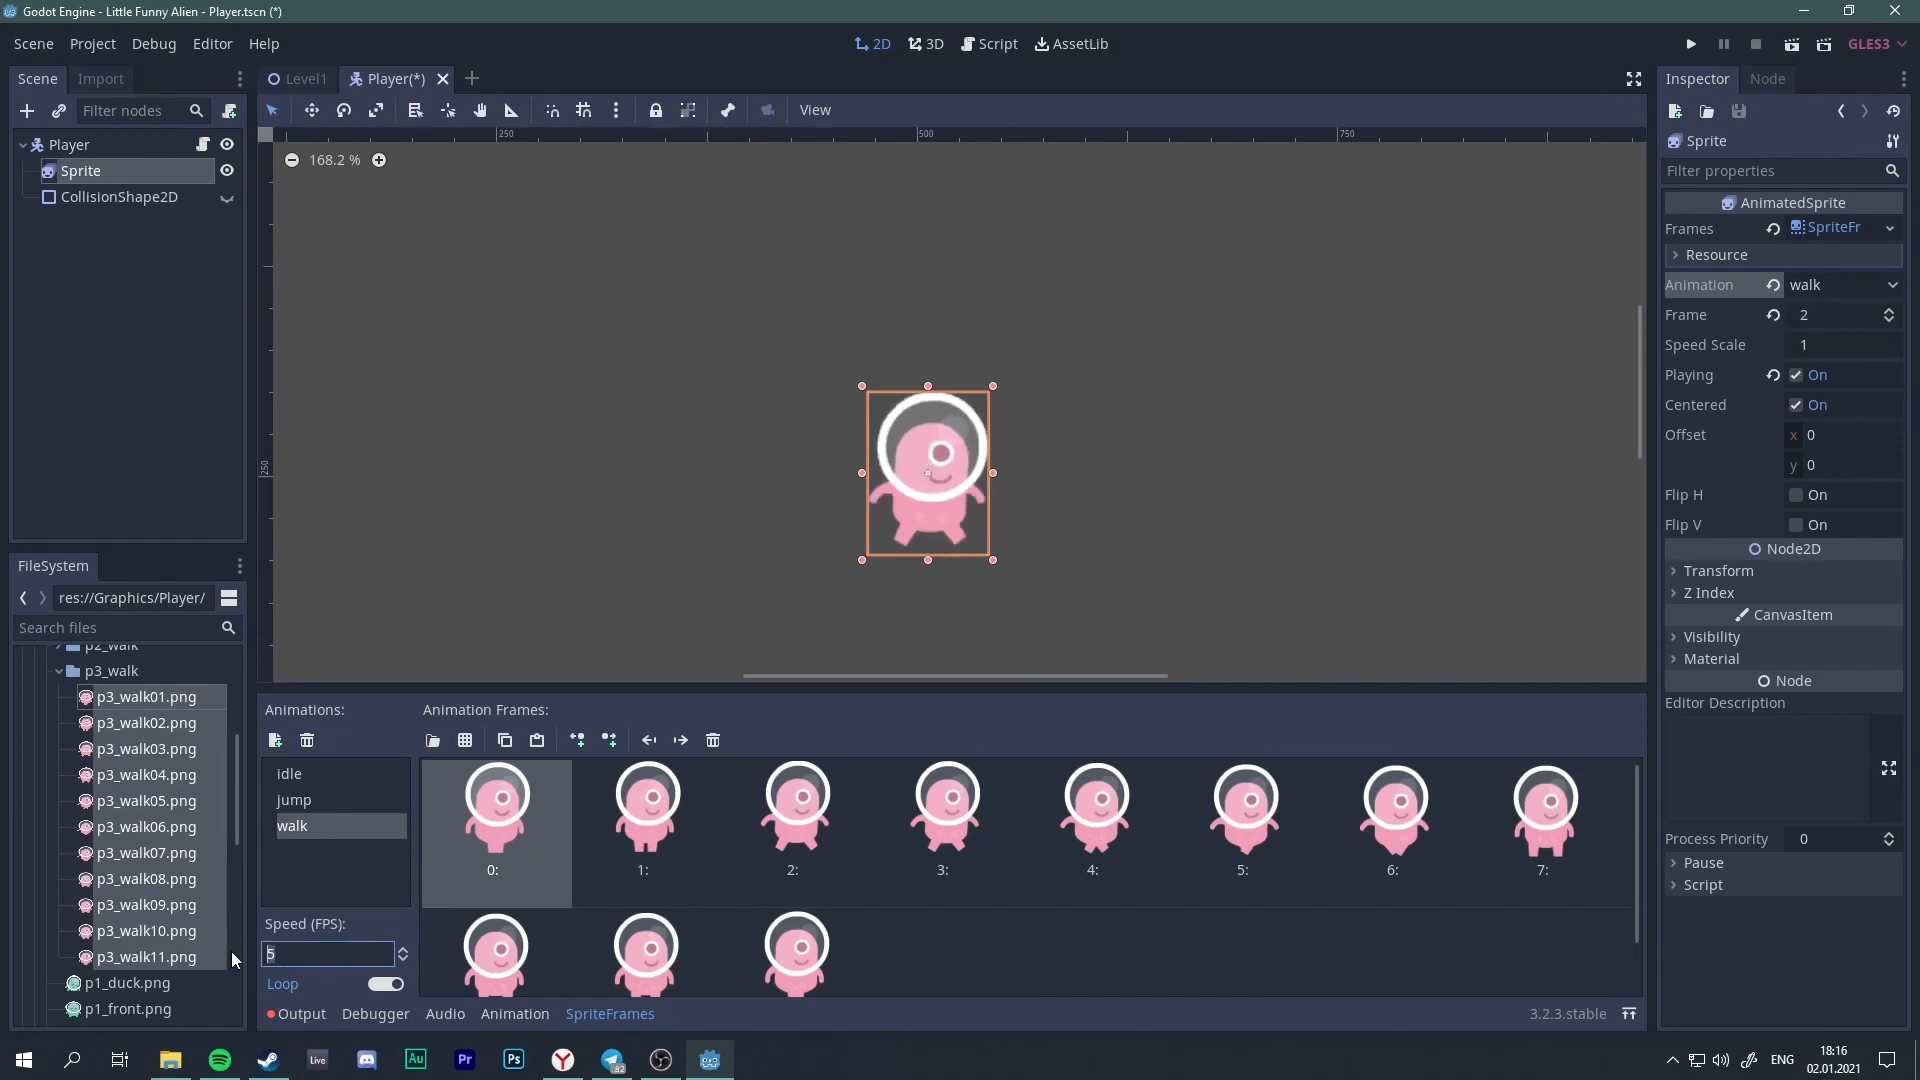 Godot Engine - Little Funny Alien - Player.tscn (*)
Scene Project Debug Editor Help
2D 3D Script AssetLib
GLES3
Scene Import
Level1 Player(*)
Inspector Node
Filter nodes
View
Player
Sprite
CollisionShape2D
250 500 750
168.2 %
250
Sprite
Filter properties
AnimatedSprite
Frames SpriteFr
Resource
Animation walk
Frame 2
Speed Scale 1
Playing On
Centered On
Offset x 0
y 0
Flip H On
Flip V On
Node2D
Transform
Z Index
CanvasItem
Visibility
Material
Node
Editor Description
Process Priority 0
Pause
Script
FileSystem
res://Graphics/Player/
Search files
p2_walk
p3_walk
p3_walk01.png
p3_walk02.png
p3_walk03.png
p3_walk04.png
p3_walk05.png
p3_walk06.png
p3_walk07.png
p3_walk08.png
p3_walk09.png
p3_walk10.png
p3_walk11.png
p1_duck.png
p1_front.png
Animations:
idle
jump
walk
Speed (FPS):
5
Loop
Animation Frames:
0: 1: 2: 3: 4: 5: 6: 7:
Output Debugger Audio Animation SpriteFrames
3.2.3.stable
Live Au Pr Ps 82
ENG
18:16
02.01.2021